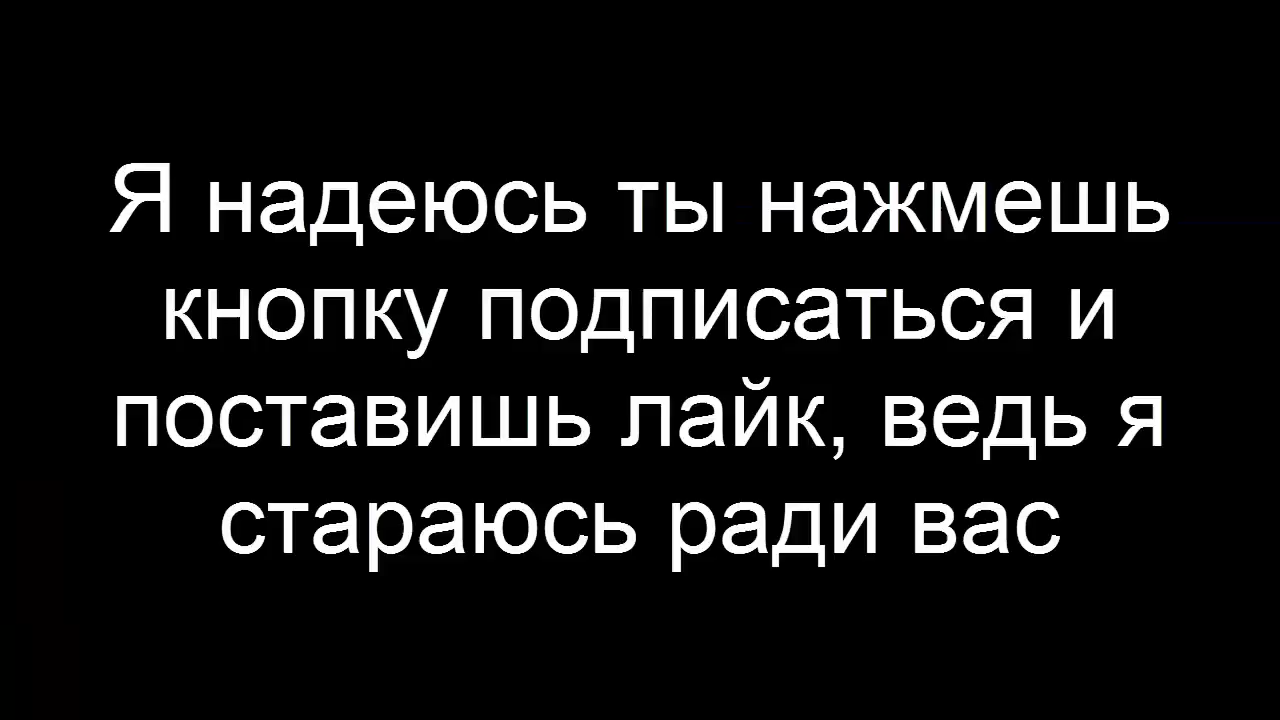 Я надеюсь ты нажмешь
кнопку подписаться и
поставишь лайк, ведь я
стараюсь ради вас